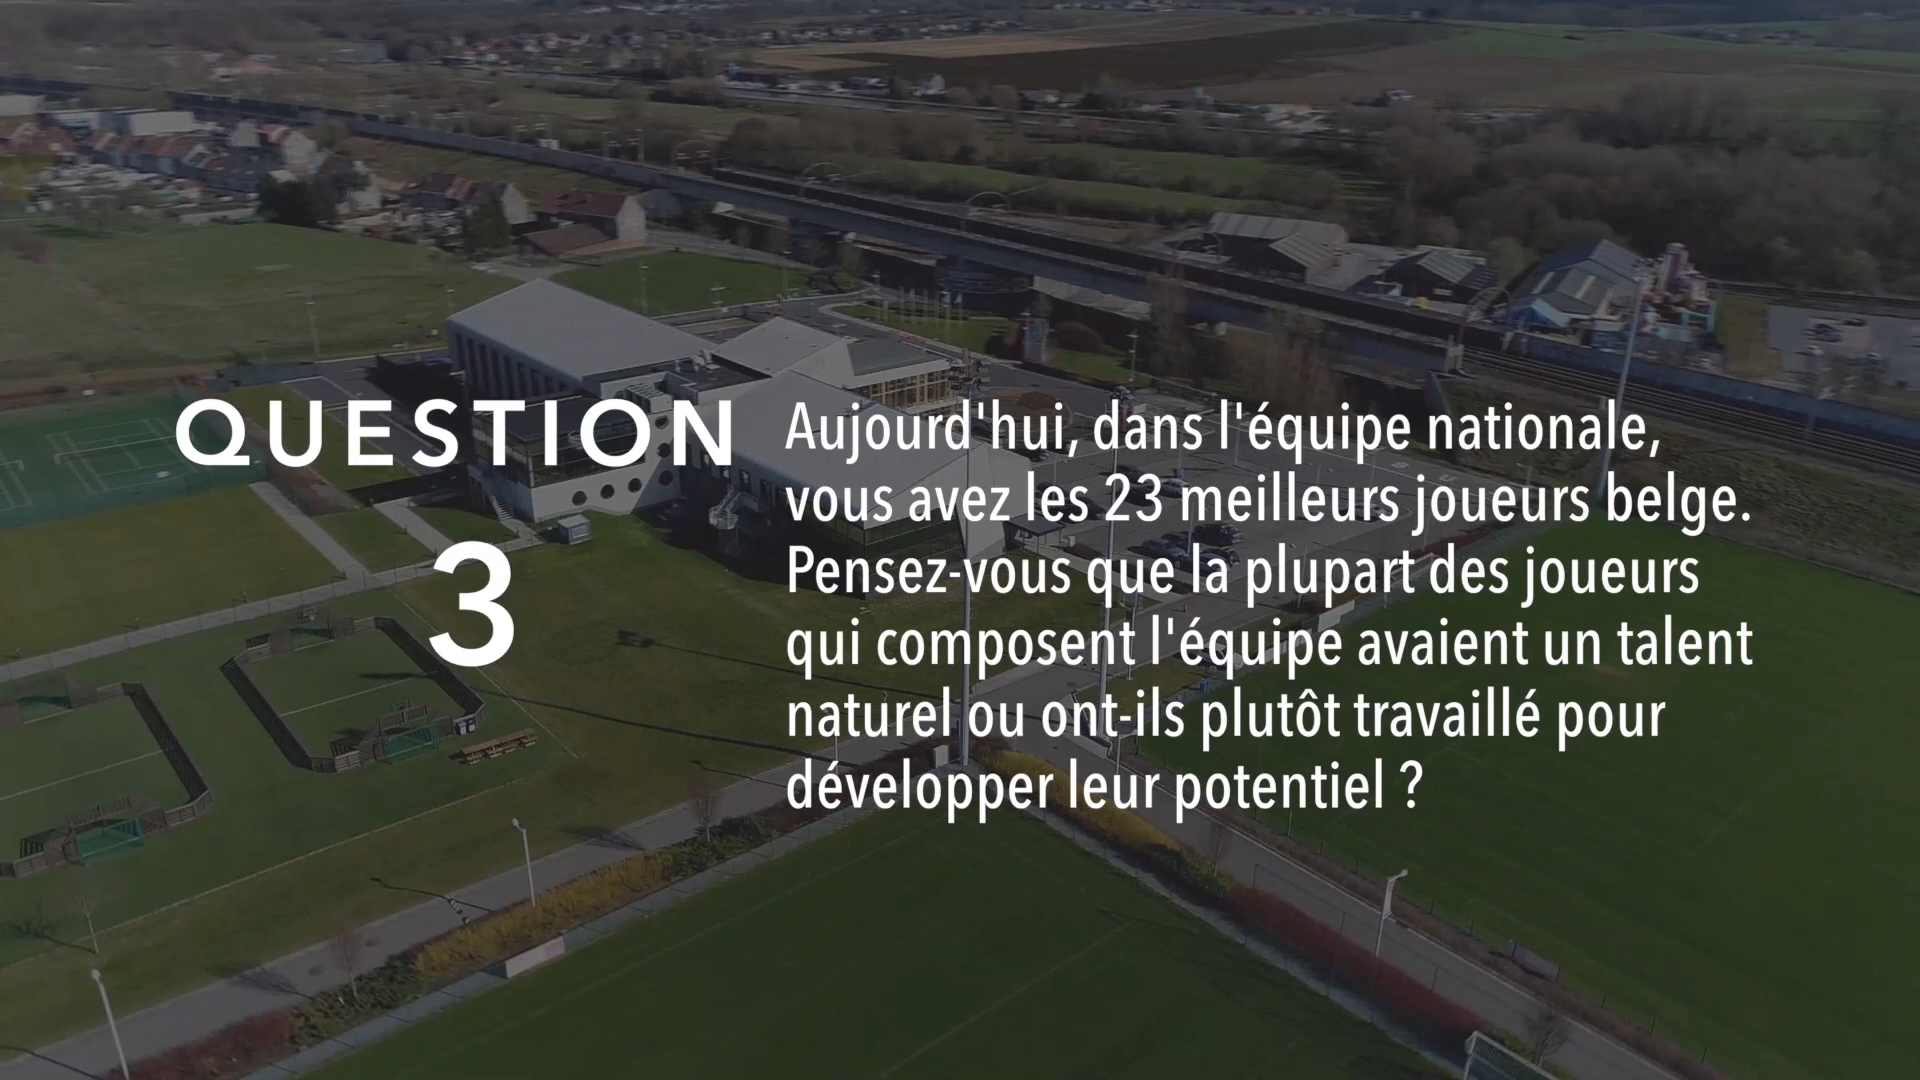 QUESTION
3
Aujourd'hui, dans l'équipe nationale,
vous avez les 23 meilleurs joueurs belge.
Pensez-vous que la plupart des joueurs
qui composent l'équipe avaient un talent
naturel ou ont-ils plutôt travaillé pour
développer leur potentiel ?